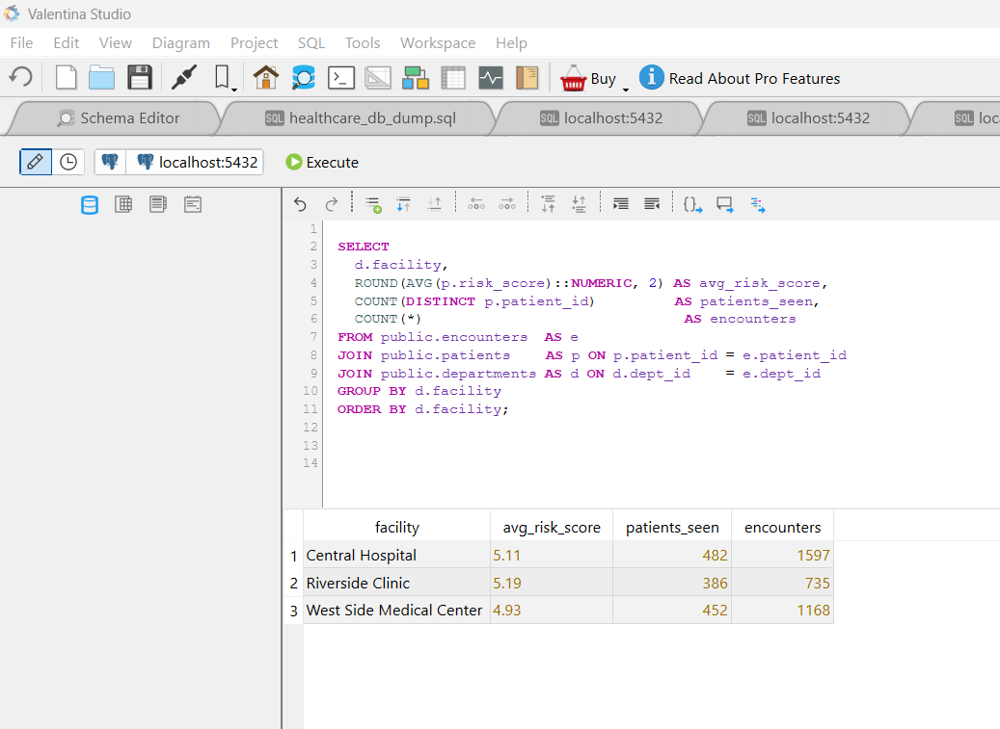 Valentina Studio
File Edit View Diagram Project SQL Tools Workspace Help
Buy Read About Pro Features
Schema Editor SQL healthcare_db_dump.sql SQL localhost:5432 SQL localhost:5432 SQL loc
localhost:5432 Execute
1
2 SELECT
3   d.facility,
4   ROUND(AVG(p.risk_score)::NUMERIC, 2) AS avg_risk_score,
5   COUNT(DISTINCT p.patient_id)         AS patients_seen,
6   COUNT(*)                              AS encounters
7 FROM public.encounters  AS e
8 JOIN public.patients    AS p ON p.patient_id = e.patient_id
9 JOIN public.departments AS d ON d.dept_id    = e.dept_id
10 GROUP BY d.facility
11 ORDER BY d.facility;
12
13
14
facility avg_risk_score patients_seen encounters
1 Central Hospital 5.11 482 1597
2 Riverside Clinic 5.19 386 735
3 West Side Medical Center 4.93 452 1168